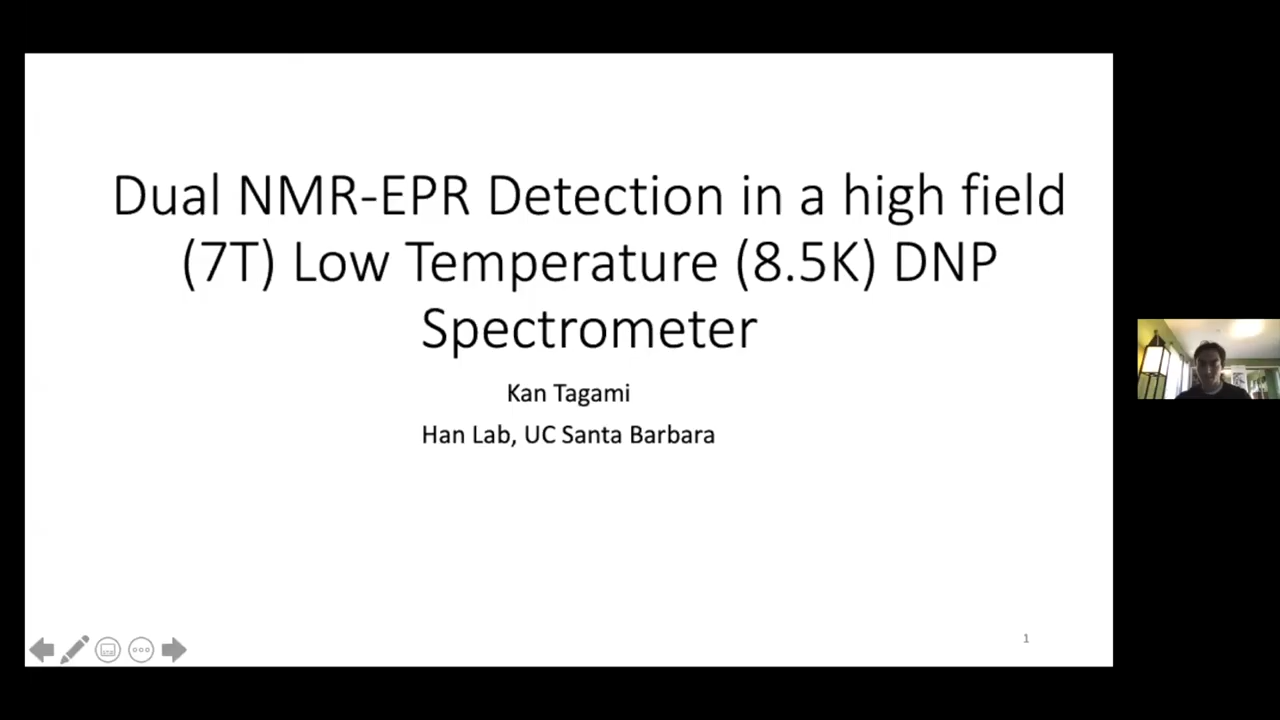 Dual NMR-EPR Detection in a high field
(7T) Low Temperature (8.5K) DNP
Spectrometer
Kan Tagami
Han Lab, UC Santa Barbara
1